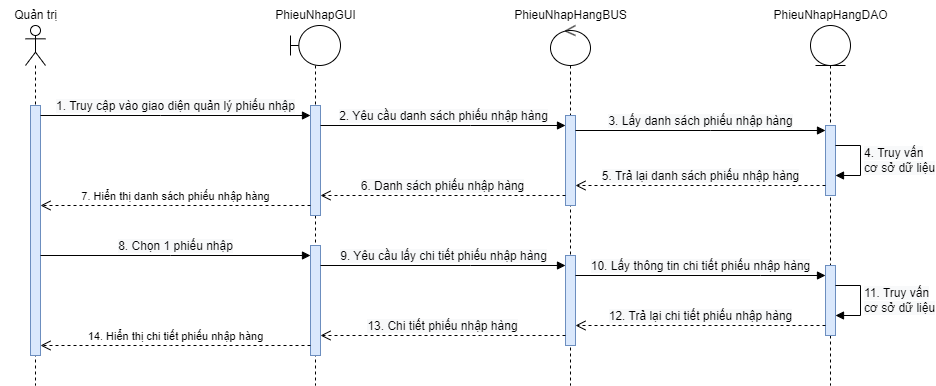 Quản trị
PhieuNhapGUI
PhieuNhapHangBUS
PhieuNhapHangDAO
1. Truy cập vào giao diện quản lý phiếu nhập
2. Yêu cầu danh sách phiếu nhập hàng
3. Lấy danh sách phiếu nhập hàng
4. Truy vấn
cơ sở dữ liệu
5. Trả lại danh sách phiếu nhập hàng
6. Danh sách phiếu nhập hàng
7. Hiển thị danh sách phiếu nhập hàng
8. Chọn 1 phiếu nhập
9. Yêu cầu lấy chi tiết phiếu nhập hàng
10. Lấy thông tin chi tiết phiếu nhập hàng
11. Truy vấn
cơ sở dữ liệu
12. Trả lại chi tiết phiếu nhập hàng
13. Chi tiết phiếu nhập hàng
14. Hiển thị chi tiết phiếu nhập hàng